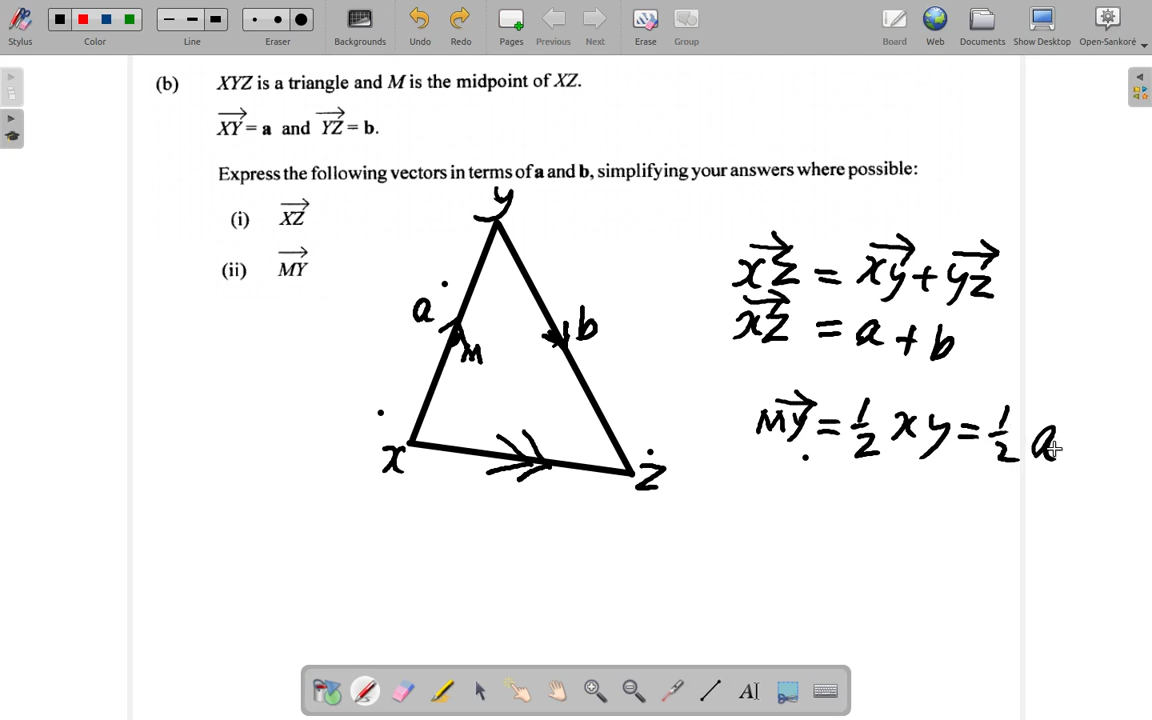 Stylus Color Line Eraser Backgrounds Undo Redo Pages Previous Next Erase Group Board Web Documents Show Desktop Open-Sankoré
(b) XYZ is a triangle and M is the midpoint of XZ.
XY = a and YZ = b.
Express the following vectors in terms of a and b, simplifying your answers where possible:
(i) XZ
(ii) MY
y
a
M
b
x
z
xz = xy + yz
xz = a + b
MY = 1/2 xy = 1/2 a
AI